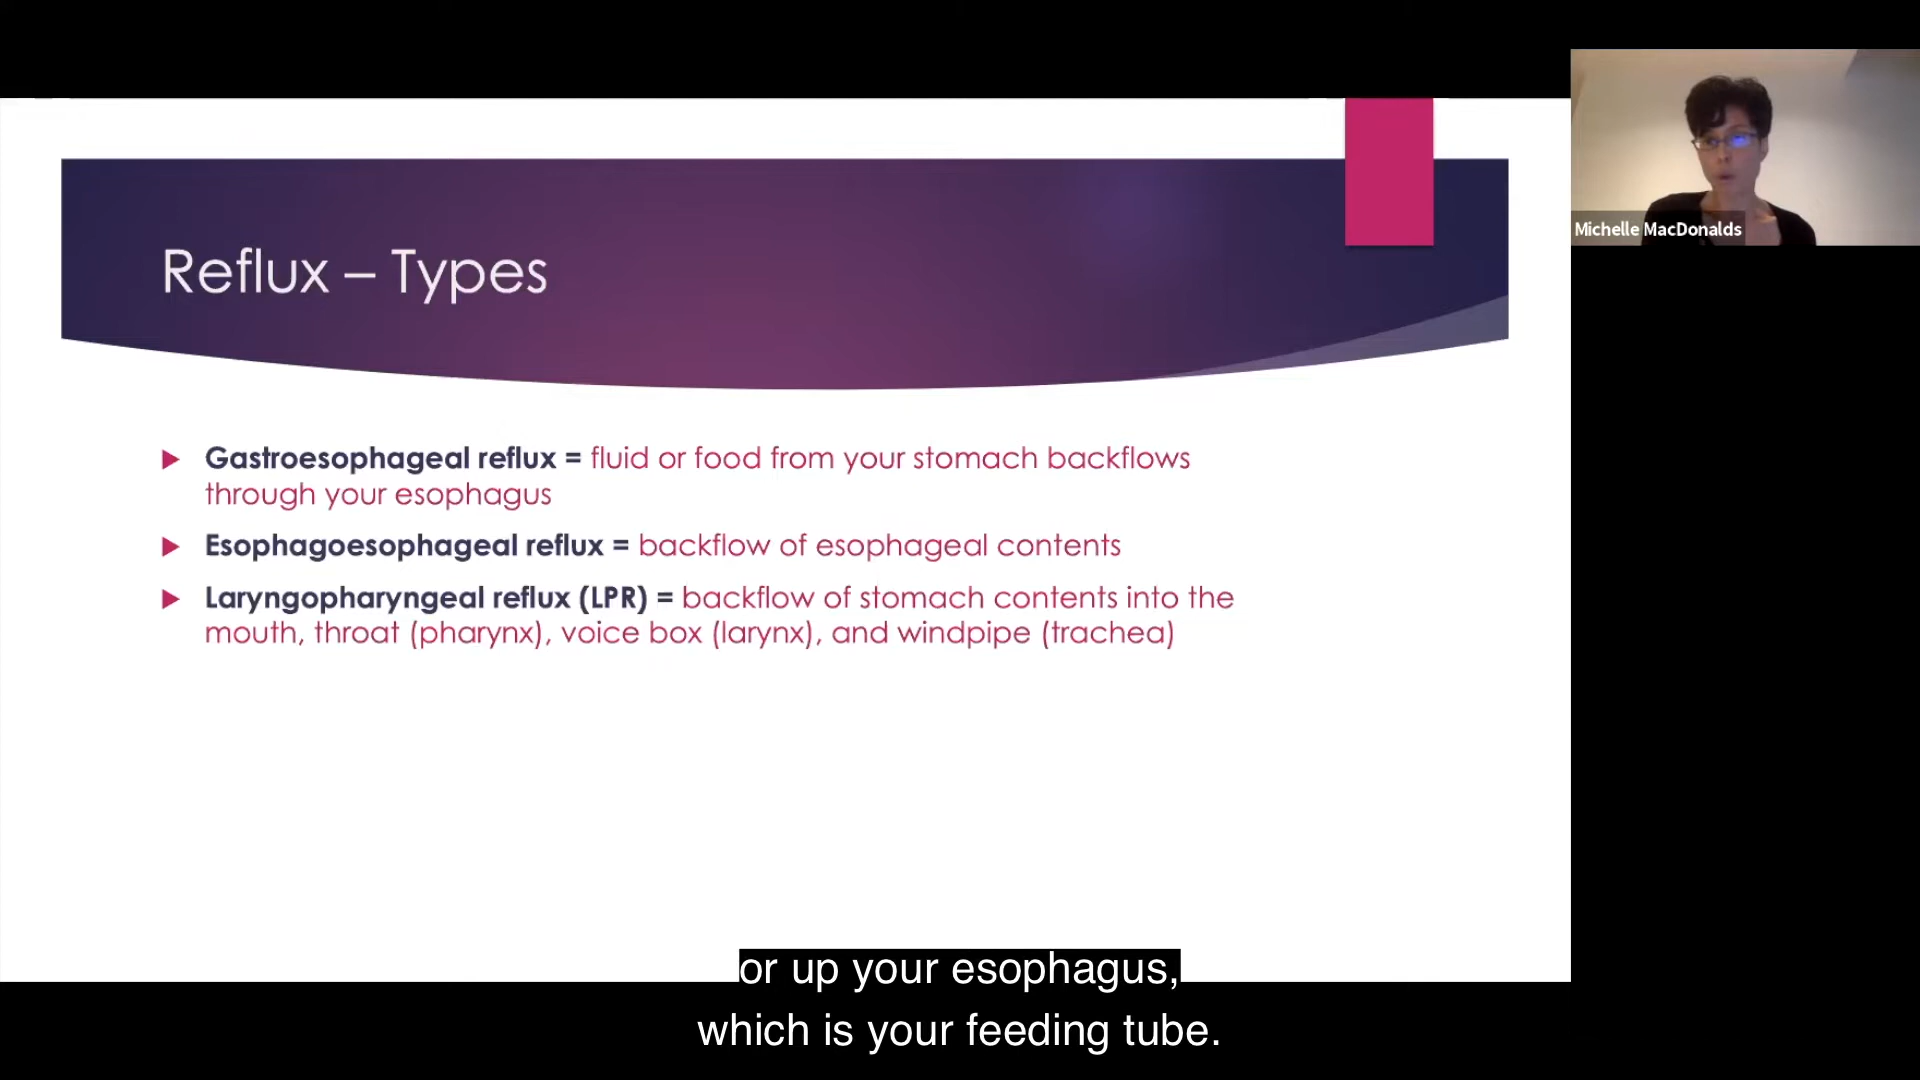 Reflux – Types
Michelle MacDonalds
Gastroesophageal reflux = fluid or food from your stomach backflows
through your esophagus
Esophagoesophageal reflux = backflow of esophageal contents
Laryngopharyngeal reflux (LPR) = backflow of stomach contents into the
mouth, throat (pharynx), voice box (larynx), and windpipe (trachea)
or up your esophagus,
which is your feeding tube.